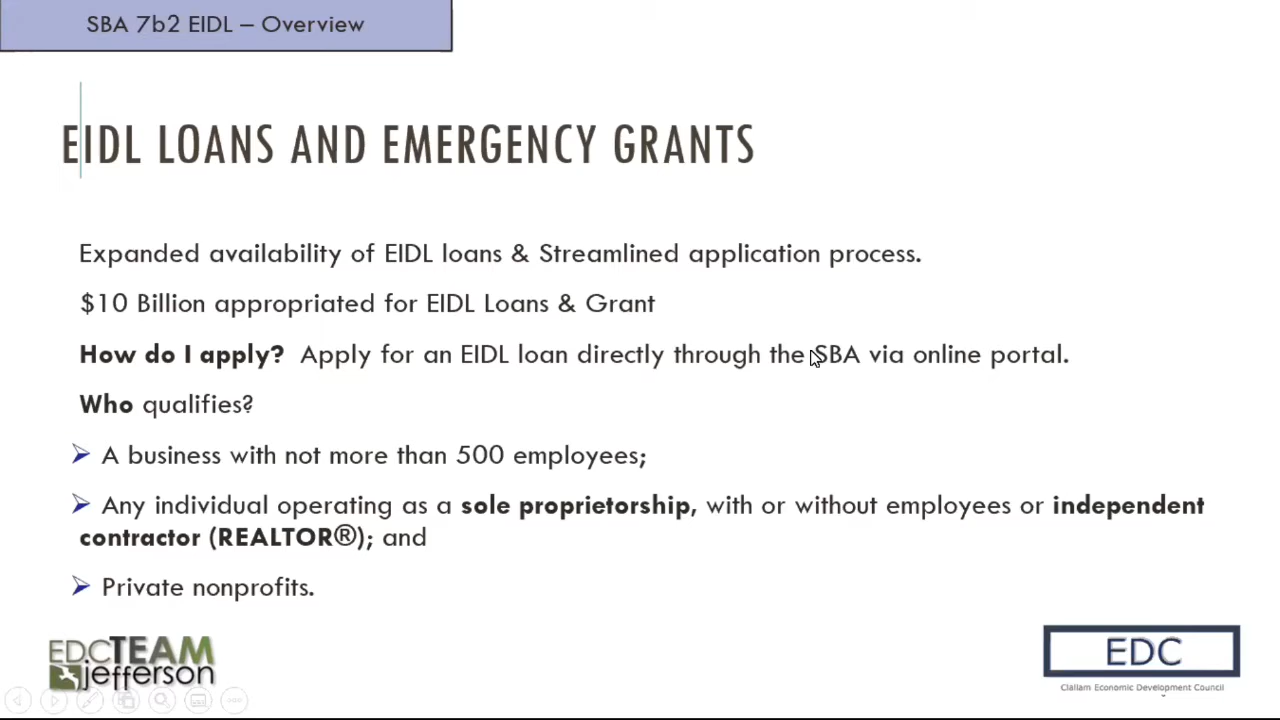 SBA 7b2 EIDL – Overview
EIDL LOANS AND EMERGENCY GRANTS
Expanded availability of EIDL loans & Streamlined application process.
$10 Billion appropriated for EIDL Loans & Grant
How do I apply? Apply for an EIDL loan directly through the SBA via online portal.
Who qualifies?
➢ A business with not more than 500 employees;
➢ Any individual operating as a sole proprietorship, with or without employees or independent
contractor (REALTOR®); and
➢ Private nonprofits.
EDCTEAM
jefferson
EDC
Clallam Economic Development Council